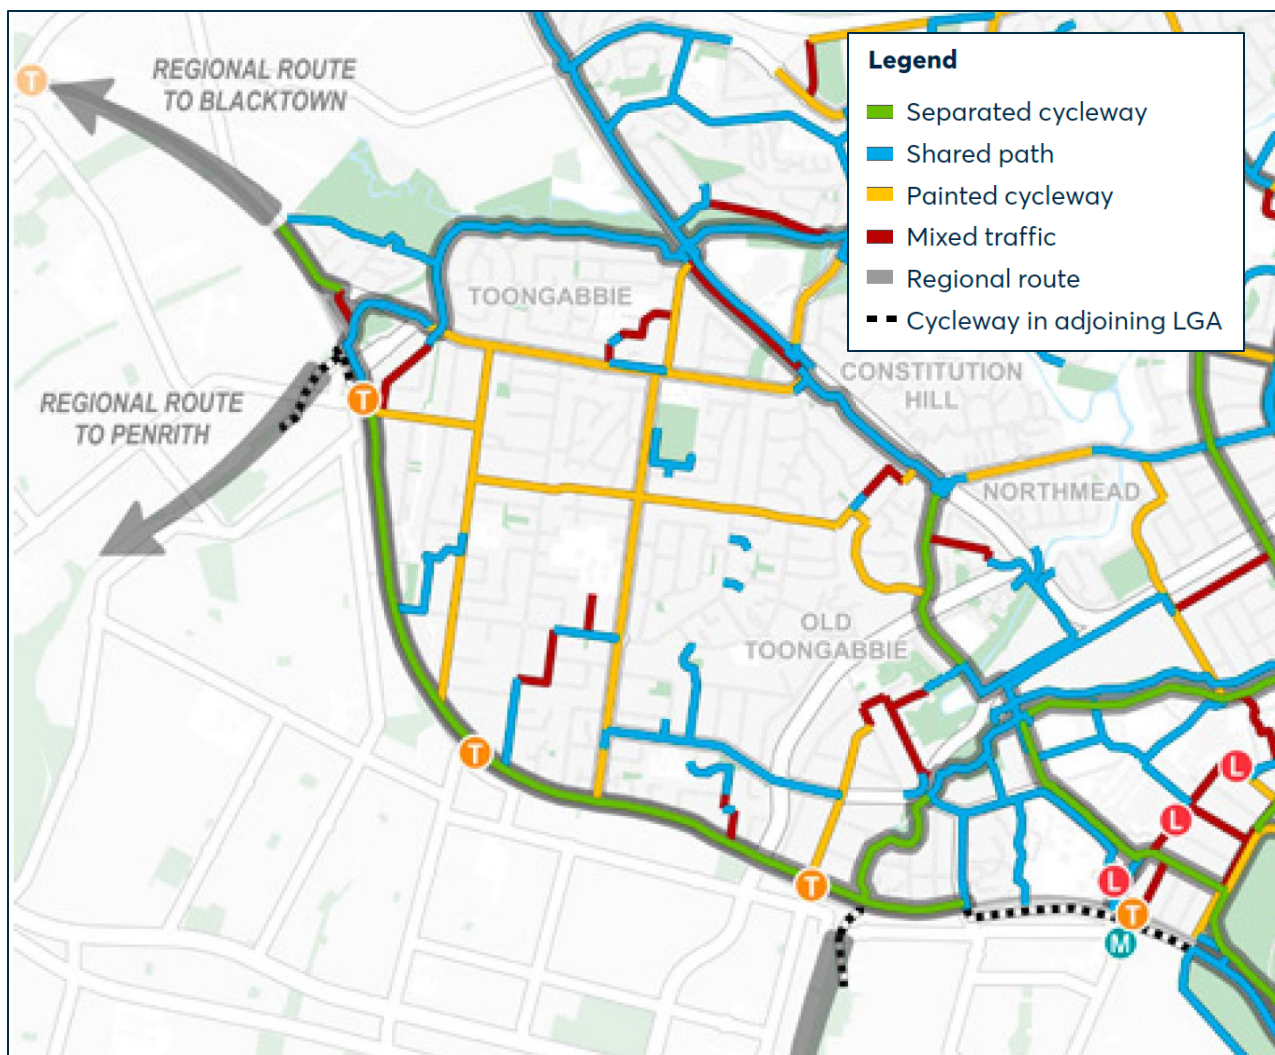 T
REGIONAL ROUTE
TO BLACKTOWN
Legend
Separated cycleway
Shared path
Painted cycleway
Mixed traffic
Regional route
Cycleway in adjoining LGA
TOONGABBIE
CONSTITUTION
HILL
REGIONAL ROUTE
TO PENRITH
T
NORTHMEAD
OLD
TOONGABBIE
T
L
L
T
L
T
M